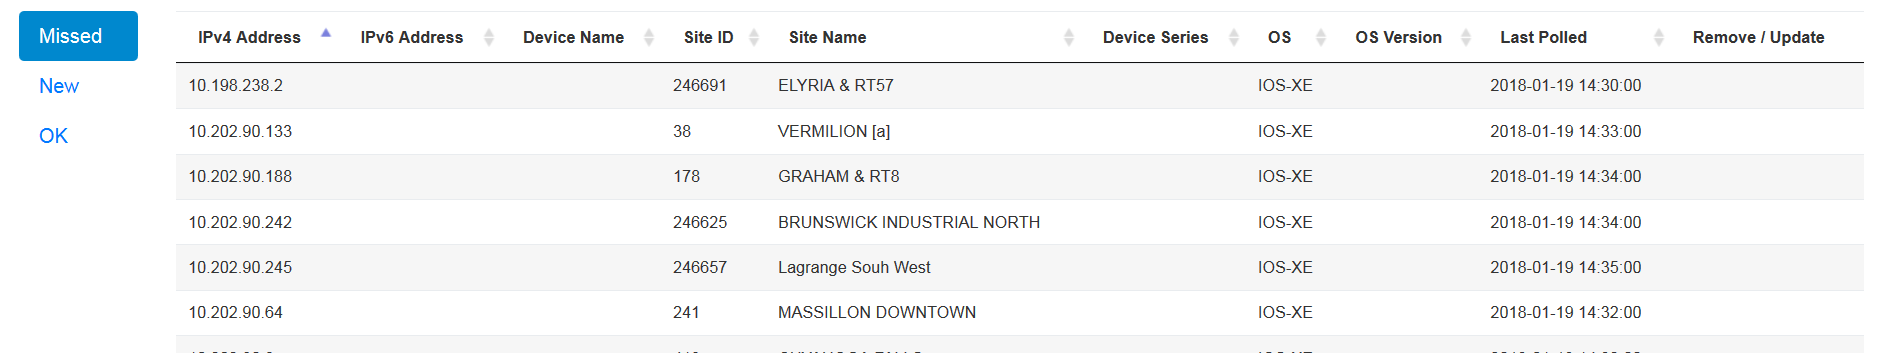 Missed
New
OK
IPv4 Address IPv6 Address Device Name Site ID Site Name Device Series OS OS Version Last Polled Remove / Update
10.198.238.2 246691 ELYRIA & RT57 IOS-XE 2018-01-19 14:30:00
10.202.90.133 38 VERMILION [a] IOS-XE 2018-01-19 14:33:00
10.202.90.188 178 GRAHAM & RT8 IOS-XE 2018-01-19 14:34:00
10.202.90.242 246625 BRUNSWICK INDUSTRIAL NORTH IOS-XE 2018-01-19 14:34:00
10.202.90.245 246657 Lagrange Souh West IOS-XE 2018-01-19 14:35:00
10.202.90.64 241 MASSILLON DOWNTOWN IOS-XE 2018-01-19 14:32:00